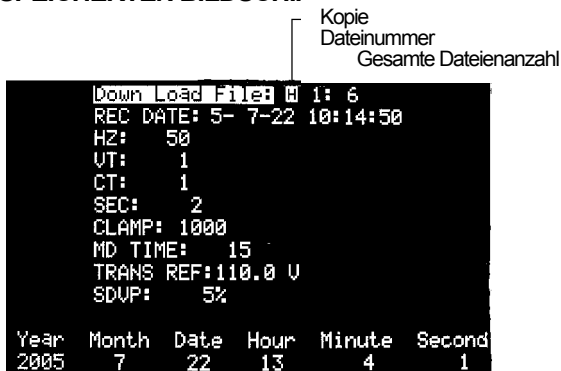 Kopie
Dateinummer
Gesamte Dateienanzahl
Down Load File: H 1: 6
REC DATE: 5- 7-22 10:14:50
HZ: 50
VT: 1
CT: 1
SEC: 2
CLAMP: 1000
MD TIME: 15
TRANS REF:110.0 V
SDVP: 5%
Year Month Date Hour Minute Second
2005 7 22 13 4 1